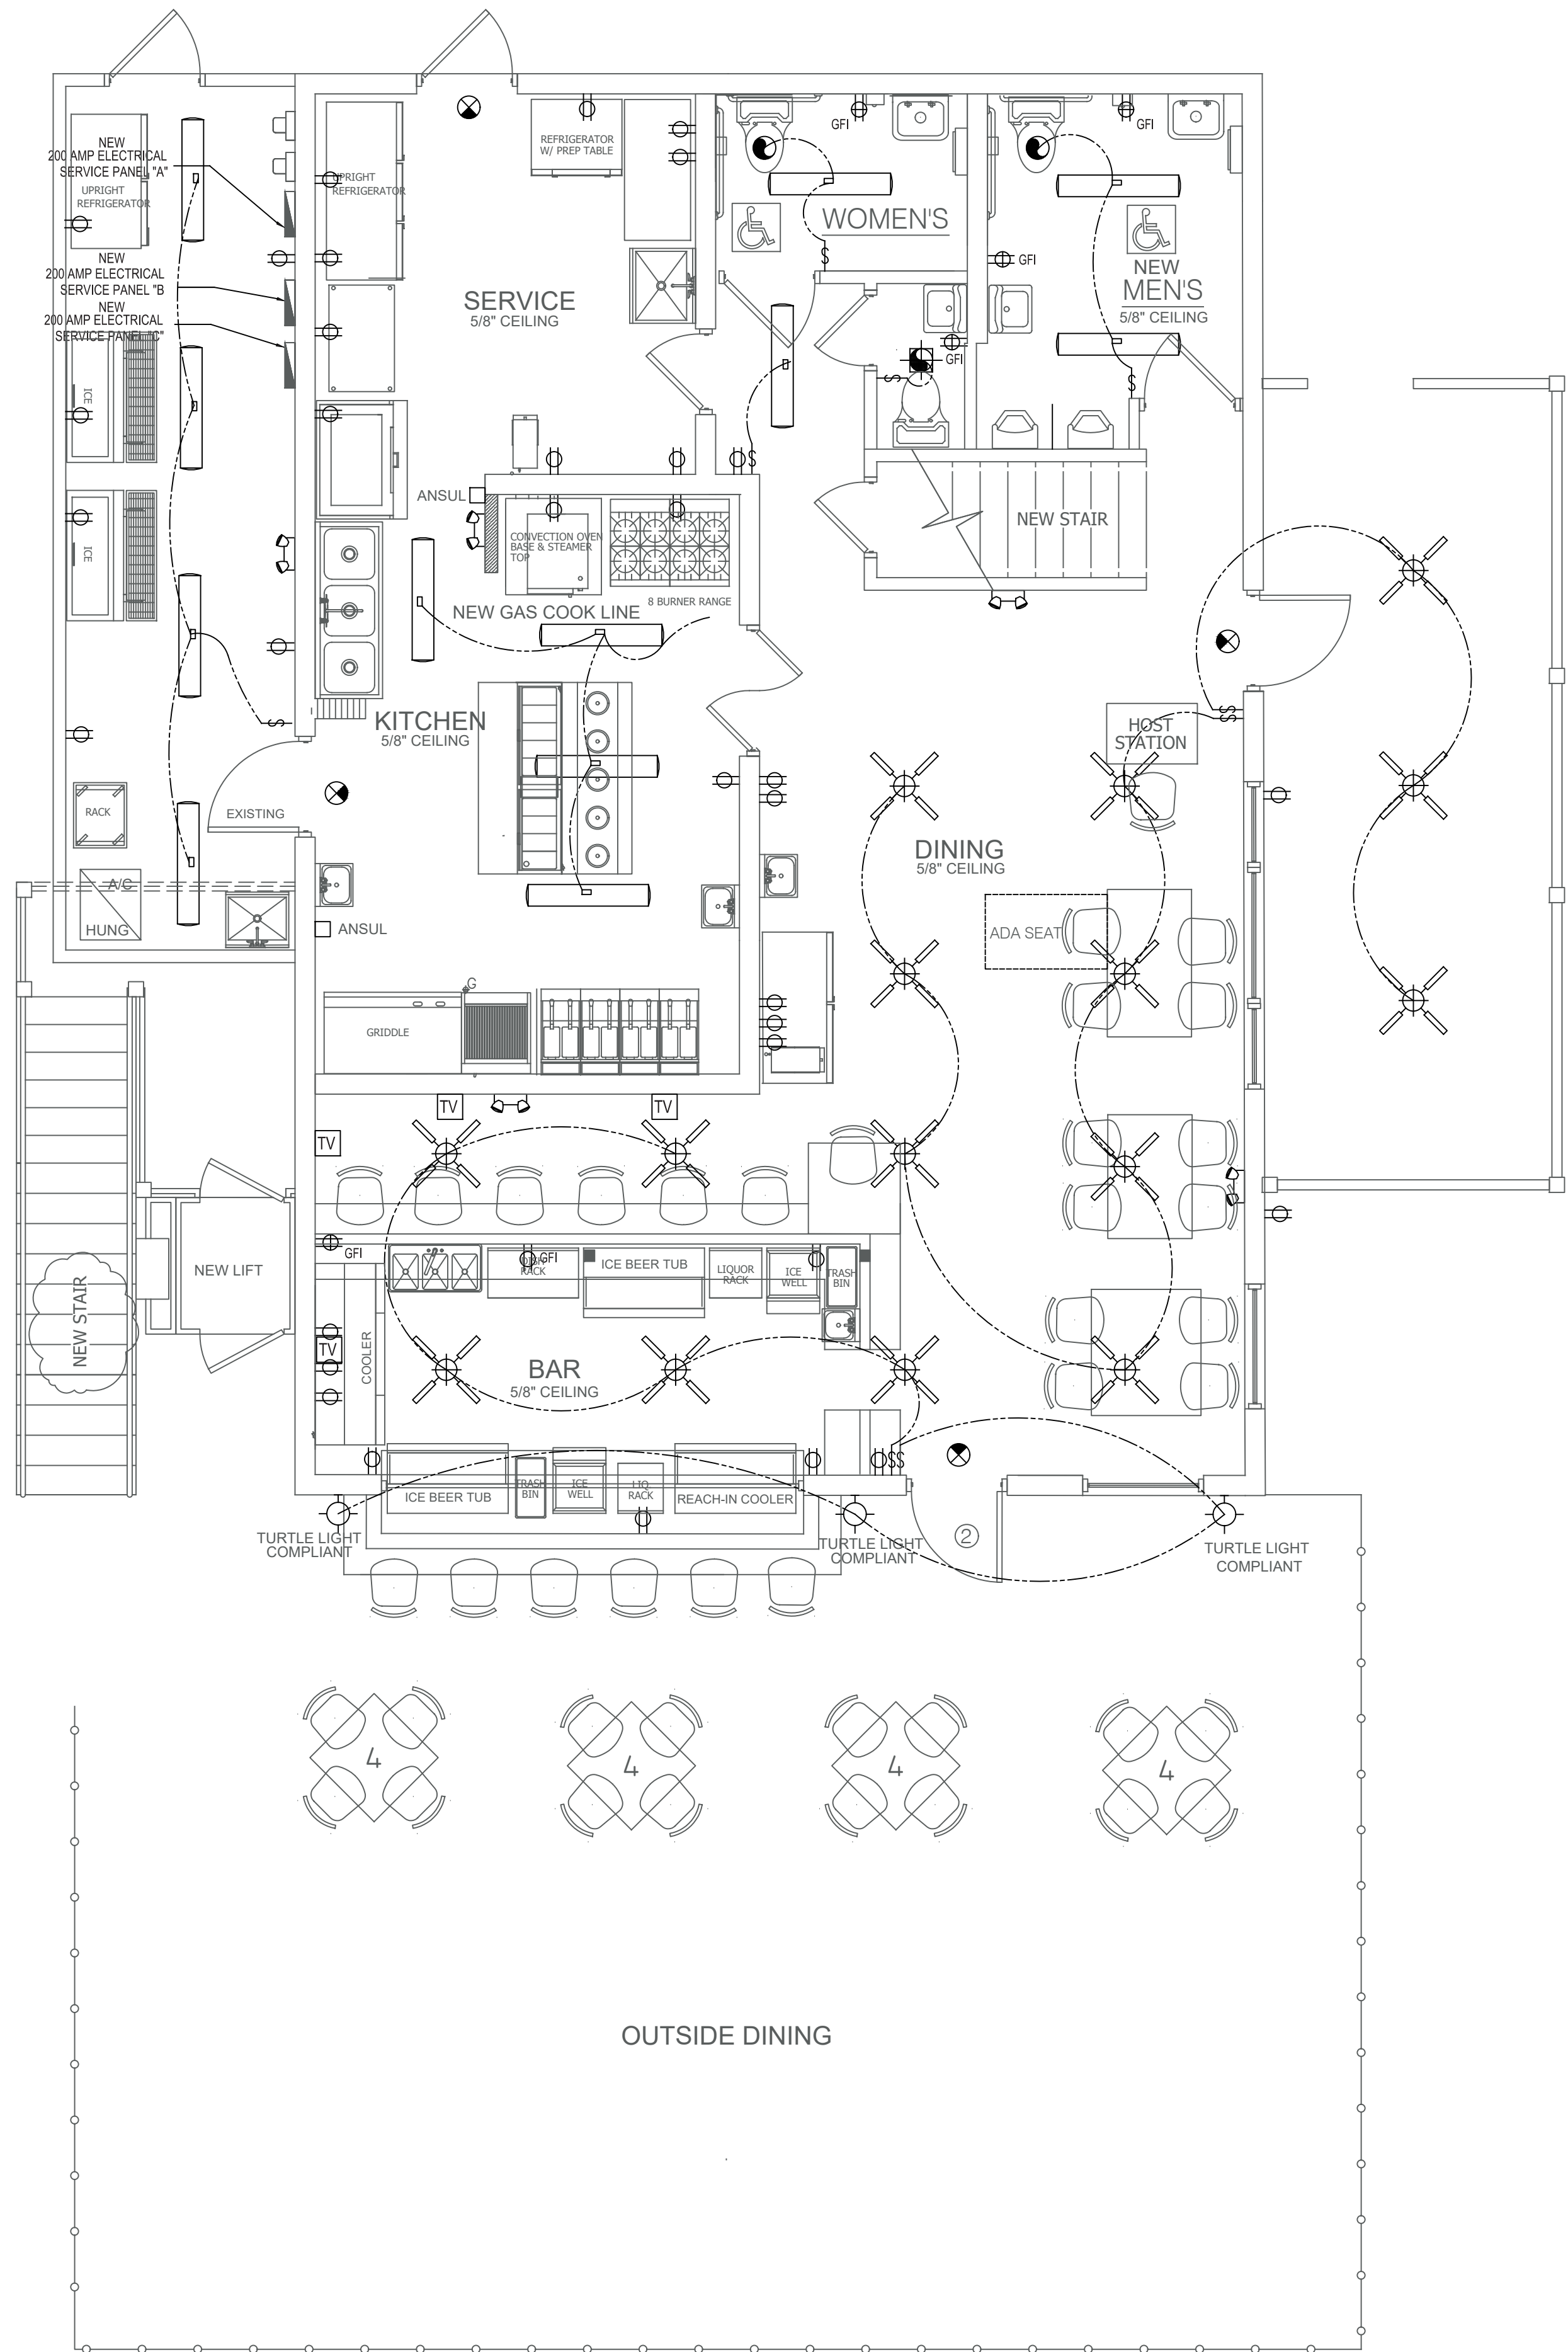 NEW
200 AMP ELECTRICAL
SERVICE PANEL "A"
UPRIGHT
REFRIGERATOR
NEW
200 AMP ELECTRICAL
SERVICE PANEL "B
NEW
200 AMP ELECTRICAL
SERVICE PANEL "C"
ICE
ICE
UPRIGHT
REFRIGERATOR
REFRIGERATOR
W/ PREP TABLE
SERVICE
5/8" CEILING
GFI
WOMEN'S
GFI
GFI
NEW
MEN'S
5/8" CEILING
GFI
S
S
S
S
ANSUL
CONVECTION OVEN
BASE & STEAMER
TOP
8 BURNER RANGE
NEW GAS COOK LINE
NEW STAIR
S
KITCHEN
5/8" CEILING
S
S
HOST
STATION
RACK
EXISTING
A/C
HUNG
ANSUL
DINING
5/8" CEILING
ADA SEAT
G
GRIDDLE
TV
TV
TV
NEW STAIR
NEW LIFT
GFI
GFI
DISH
RACK
ICE BEER TUB
LIQUOR
RACK
ICE
WELL
TRASH
BIN
TV
COOLER
BAR
5/8" CEILING
SS
ICE BEER TUB
TRASH
BIN
ICE
WELL
LIQ
RACK
REACH-IN COOLER
TURTLE LIGHT
COMPLIANT
TURTLE LIGHT
COMPLIANT
2
TURTLE LIGHT
COMPLIANT
4
4
4
4
OUTSIDE DINING